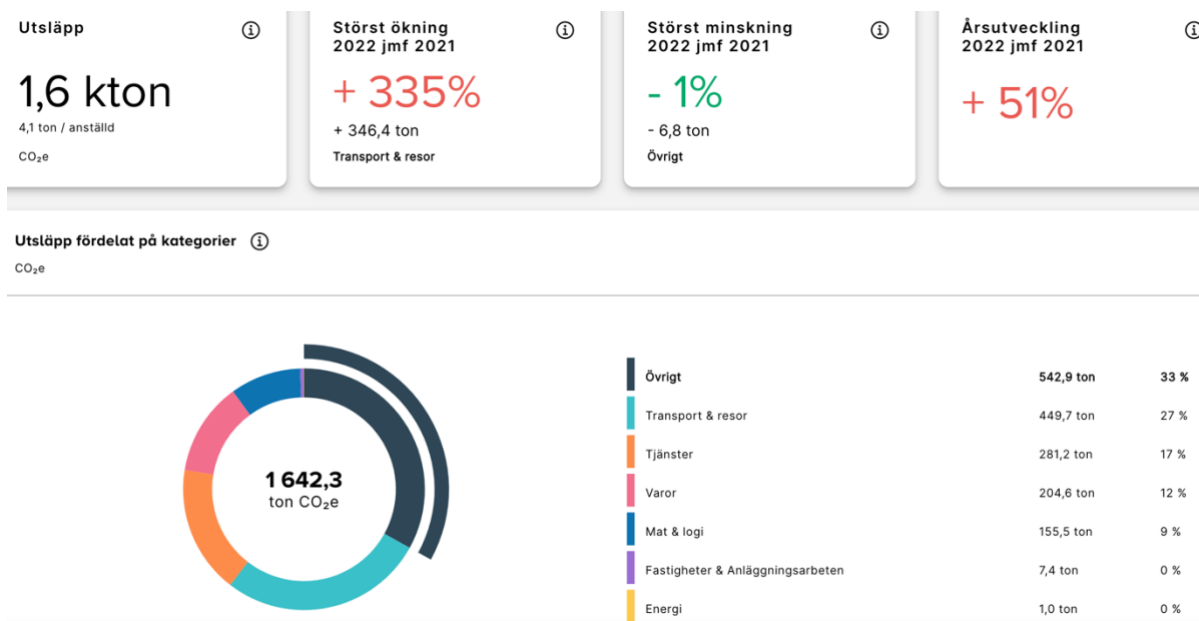 Utsläpp
1,6 kton
4,1 ton / anställd
CO₂e
Störst ökning
2022 jmf 2021
+ 335%
+ 346,4 ton
Transport & resor
Störst minskning
2022 jmf 2021
- 1%
- 6,8 ton
Övrigt
Årsutveckling
2022 jmf 2021
+ 51%
Utsläpp fördelat på kategorier
CO₂e
1 642,3
ton CO₂e
Övrigt 542,9 ton 33 %
Transport & resor 449,7 ton 27 %
Tjänster 281,2 ton 17 %
Varor 204,6 ton 12 %
Mat & logi 155,5 ton 9 %
Fastigheter & Anläggningsarbeten 7,4 ton 0 %
Energi 1,0 ton 0 %